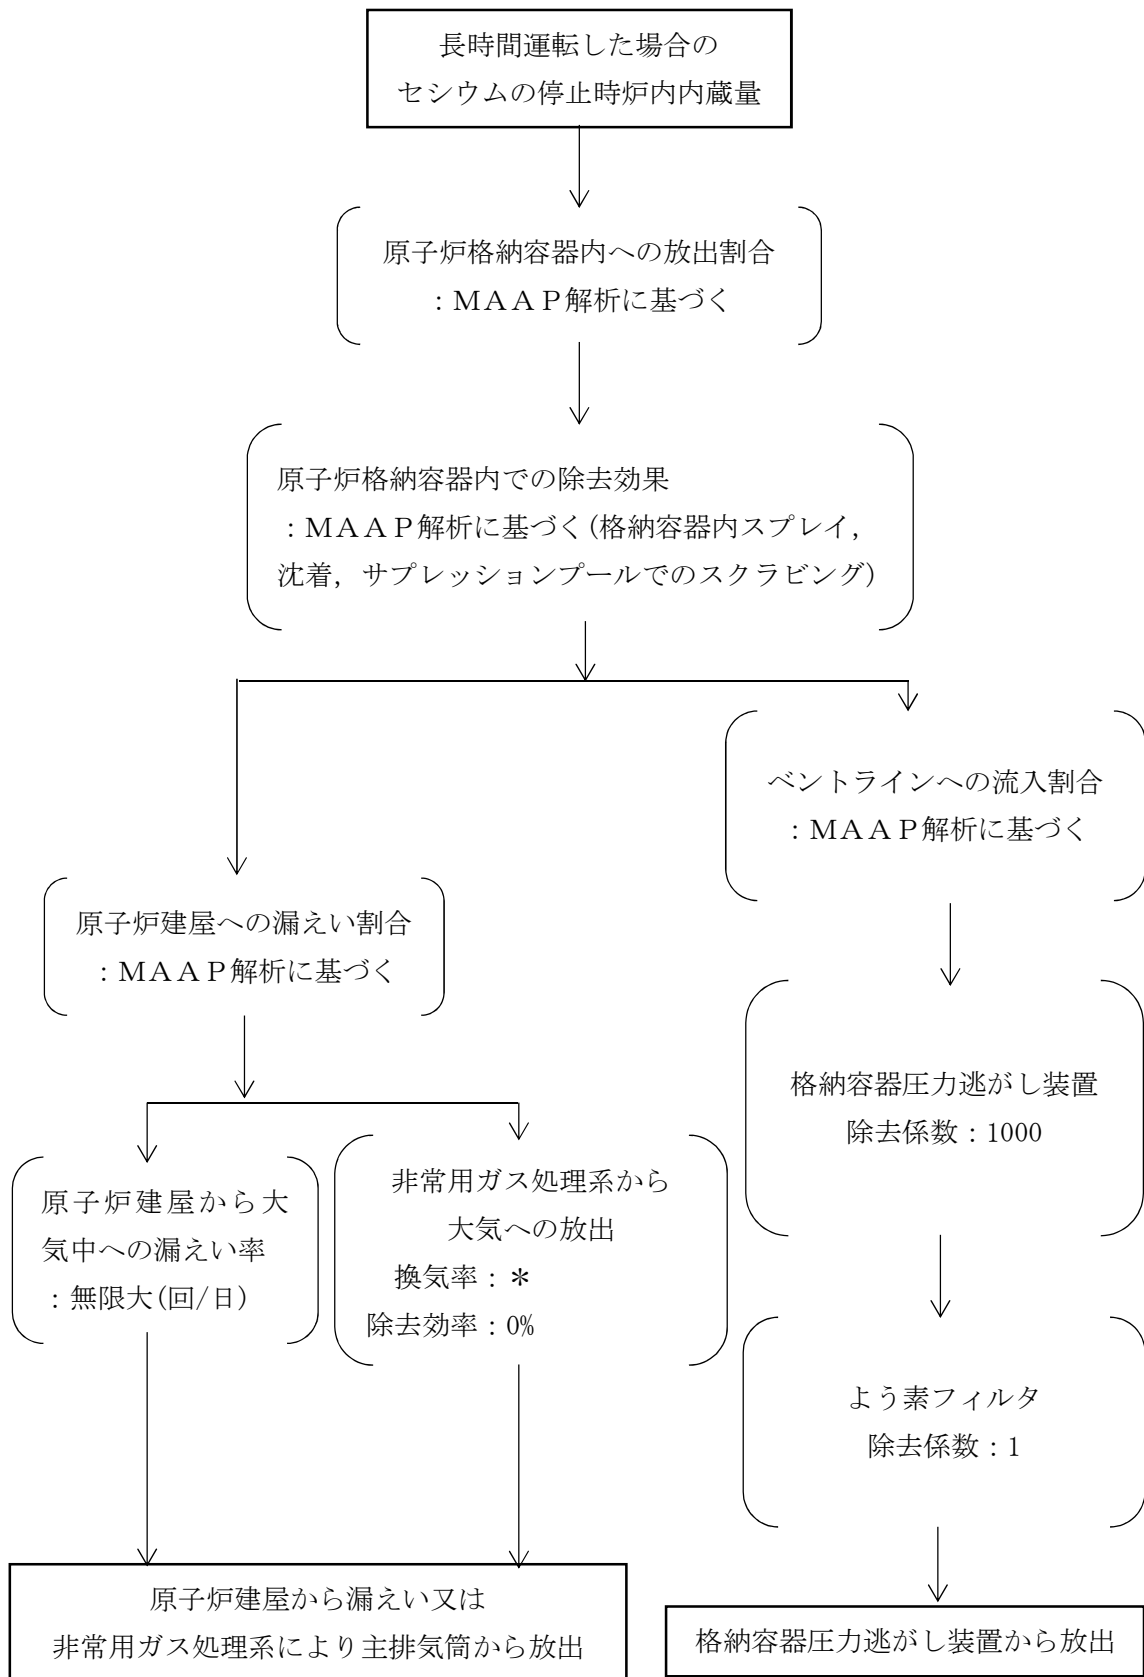 長時間運転した場合の
セシウムの停止時炉内内蔵量
原子炉格納容器内への放出割合
:MAAP解析に基づく
原子炉格納容器内での除去効果
:MAAP解析に基づく(格納容器内スプレイ,
沈着,サプレッションプールでのスクラビング)
ベントラインへの流入割合
:MAAP解析に基づく
原子炉建屋への漏えい割合
:MAAP解析に基づく
格納容器圧力逃がし装置
除去係数:1000
原子炉建屋から大
気中への漏えい率
:無限大(回/日)
非常用ガス処理系から
大気への放出
換気率:*
除去効率:0%
よう素フィルタ
除去係数:1
原子炉建屋から漏えい又は
非常用ガス処理系により主排気筒から放出
格納容器圧力逃がし装置から放出